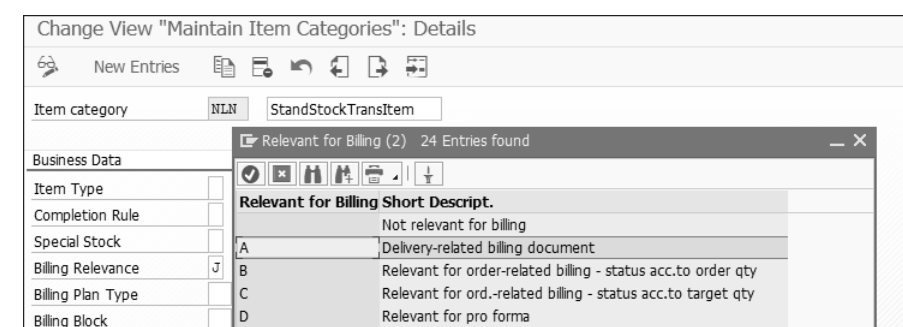 Change View "Maintain Item Categories": Details
New Entries
Item category NLN StandStockTransItem
Relevant for Billing (2) 24 Entries found
Business Data
Item Type
Completion Rule
Special Stock
Billing Relevance J
Billing Plan Type
Billing Block
Relevant for Billing Short Descript.
Not relevant for billing
A Delivery-related billing document
B Relevant for order-related billing - status acc.to order qty
C Relevant for ord.-related billing - status acc.to target qty
D Relevant for pro forma